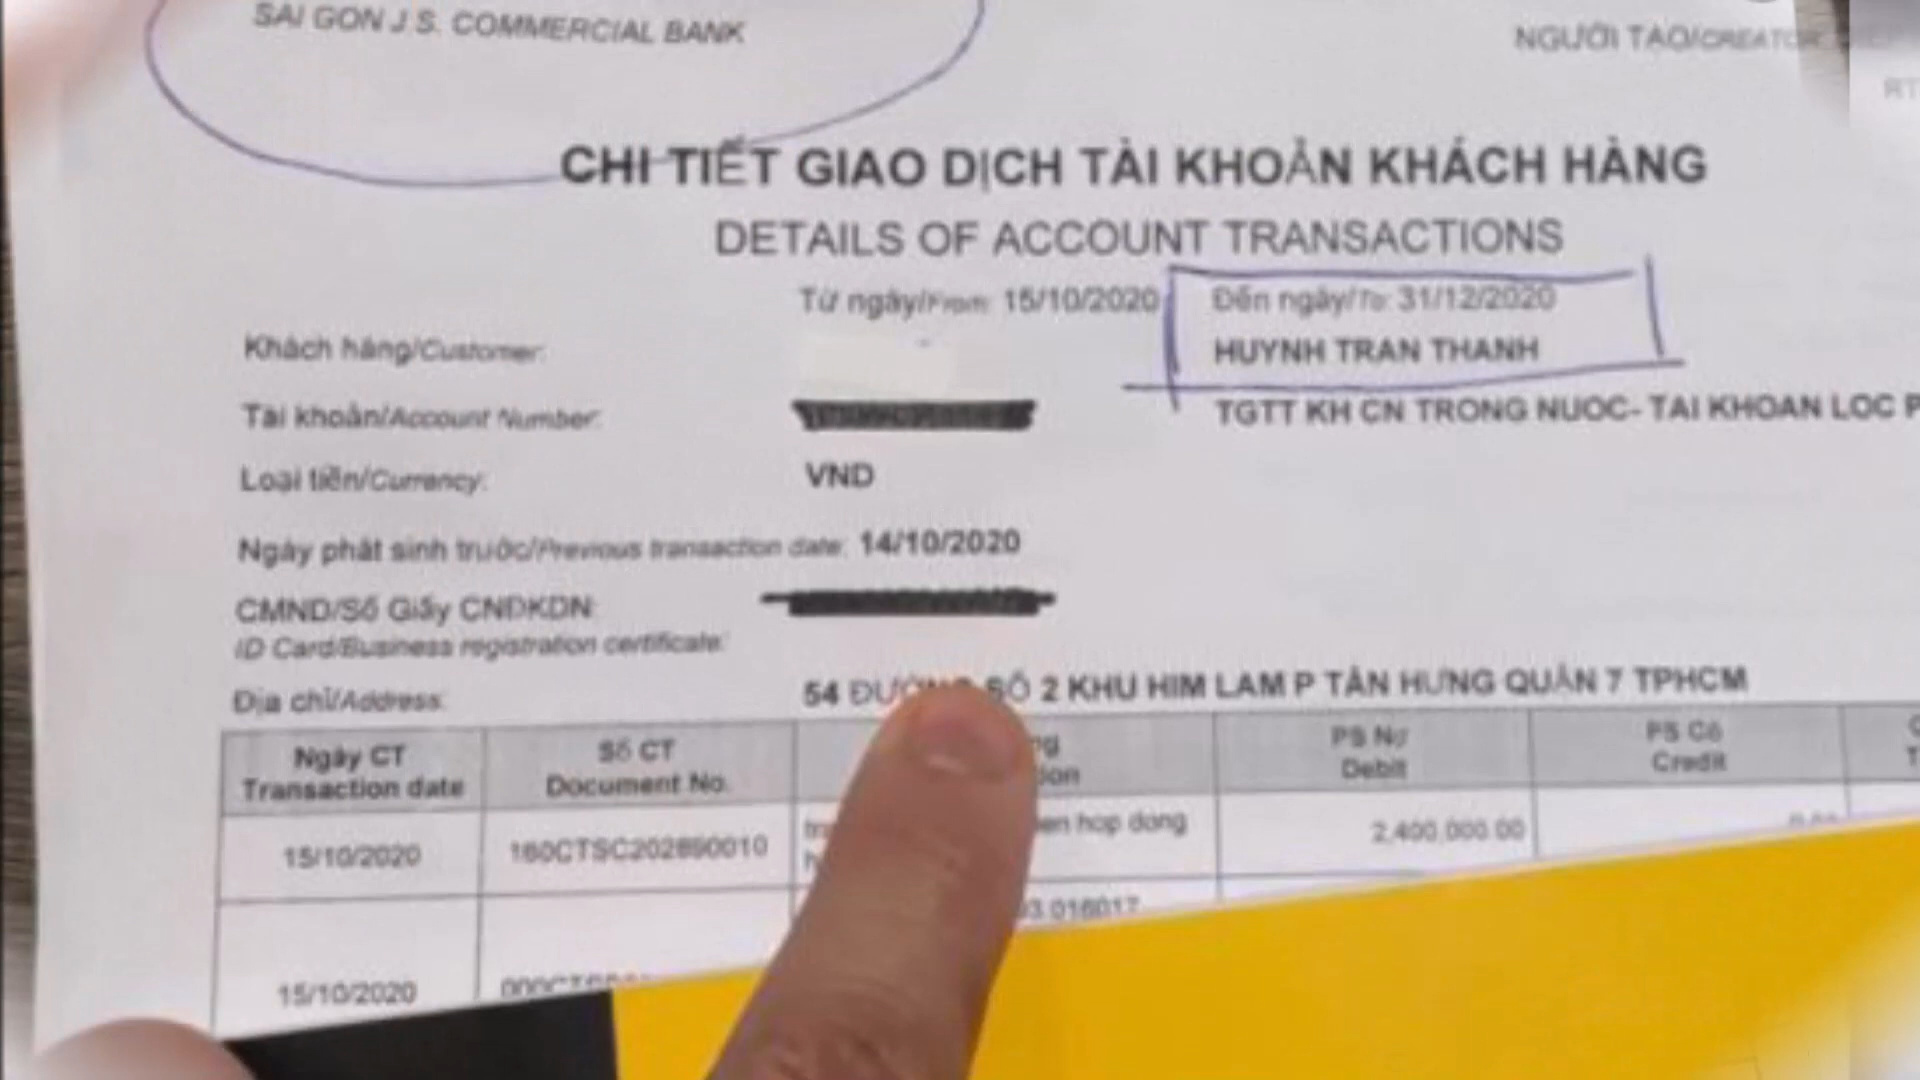 SAI GON J.S. COMMERCIAL BANK
NGƯỜI TẠO/CREATOR
CHI TIẾT GIAO DỊCH TÀI KHOẢN KHÁCH HÀNG
DETAILS OF ACCOUNT TRANSACTIONS
Từ ngày/From: 15/10/2020 Đến ngày/To: 31/12/2020
Khách hàng/Customer: HUYNH TRAN THANH
Tài khoản/Account Number: TGTT KH CN TRONG NUOC- TAI KHOAN LOC P
Loại tiền/Currency: VND
Ngày phát sinh trước/Previous transaction date: 14/10/2020
CMND/Số Giấy CNĐKDN:
ID Card/Business registration certificate:
Địa chỉ/Address: 54 ĐƯỜNG SỐ 2 KHU HIM LAM P TÂN HƯNG QUẬN 7 TPHCM
Ngày CT Số CT PS Nợ PS Có
Transaction date Document No. Debit Credit
15/10/2020 160CTSC202890010 hop dong 2,400,000.00
15/10/2020